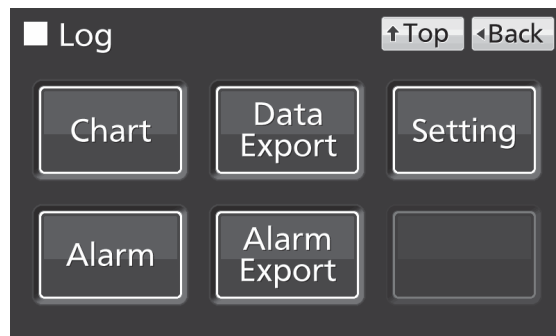 Log
↑Top
◂Back
Chart
Data
Export
Setting
Alarm
Alarm
Export